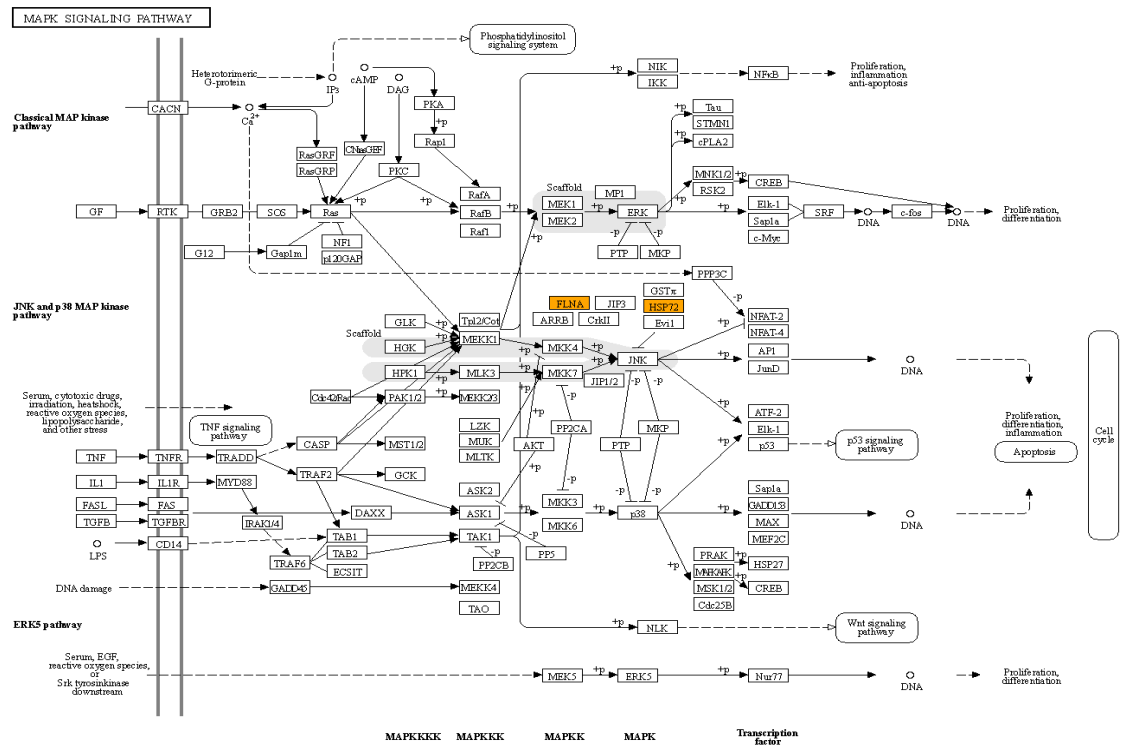 MAPK SIGNALING PATHWAY
Phosphatidylinositol
signaling system
Heterotorimeric
G-protein
IP3
cAMP
DAG
+p
NIK
IKK
NFκB
Proliferation,
inflammation
anti-apoptosis
CACN
Ca2+
PKA
+p
Rap1
+p
Tau
STMN1
cPLA2
Classical MAP kinase
pathway
RasGRF
RasGRP
CNrasGEF
PKC
+p
+p
RafA
RafB
Raf1
Scaffold
MP1
MNK1/2
RSK2
+p
CREB
GF
RTK
GRB2
SOS
Ras
+p
MEK1
MEK2
+p
ERK
+p
+p
Elk-1
Sap1a
c-Myc
SRF
DNA
c-fos
DNA
Proliferation,
differentiation
G12
Gap1m
NF1
p120GAP
+p
-p
-p
PTP
MKP
PPP3C
-p
JNK and p38 MAP kinase
pathway
FLNA
JIP3
GSTπ
HSP72
ARRB
CrkII
Evi1
NFAT-2
NFAT-4
GLK
+p
Tpl2/Cot
+p
Scaffold
HGK
+p
MEKK1
MKK4
+p
JNK
+p
AP1
JunD
DNA
HPK1
+p
MLK3
+p
MKK7
+p
JIP1/2
-p
-p
-p
Cdc42/Rac
PAK1/2
+p
MEKK2/3
+p
ATF-2
Elk-1
p53
p53 signaling
pathway
Serum, cytotoxic drugs,
irradiation, heatshock,
reactive oxygen species,
lipopolysaccharide,
and other stress
TNF signaling
pathway
LZK
MUK
MLTK
PP2CA
AKT
PTP
MKP
Proliferation,
differentiation,
inflammation
Apoptosis
Cell
cycle
CASP
MST1/2
TNF
TNFR
TRADD
TRAF2
GCK
+p
-p
-p
-p
+p
IL1
IL1R
MYD88
ASK2
MKK3
MKK6
Sap1a
GADD153
MAX
MEF2C
FASL
FAS
DAXX
ASK1
+p
+p
p38
+p
DNA
TGFB
TGFBR
IRAK1/4
LPS
CD14
TAB1
TAB2
ECSIT
TAK1
+p
-p
-p
PP5
PP2CB
TRAF6
+p
PRAK
MAPKAPK
MSK1/2
Cdc25B
+p
+p
HSP27
CREB
DNA damage
GADD45
MEKK4
TAO
ERK5 pathway
+p
NLK
Wnt signaling
pathway
Serum, EGF,
reactive oxygen species,
or
Srk tyrosinkinase
downstream
MEK5
+p
ERK5
+p
Nur77
DNA
Proliferation,
differentiation
MAPKKKK
MAPKKK
MAPKK
MAPK
Transcription
factor